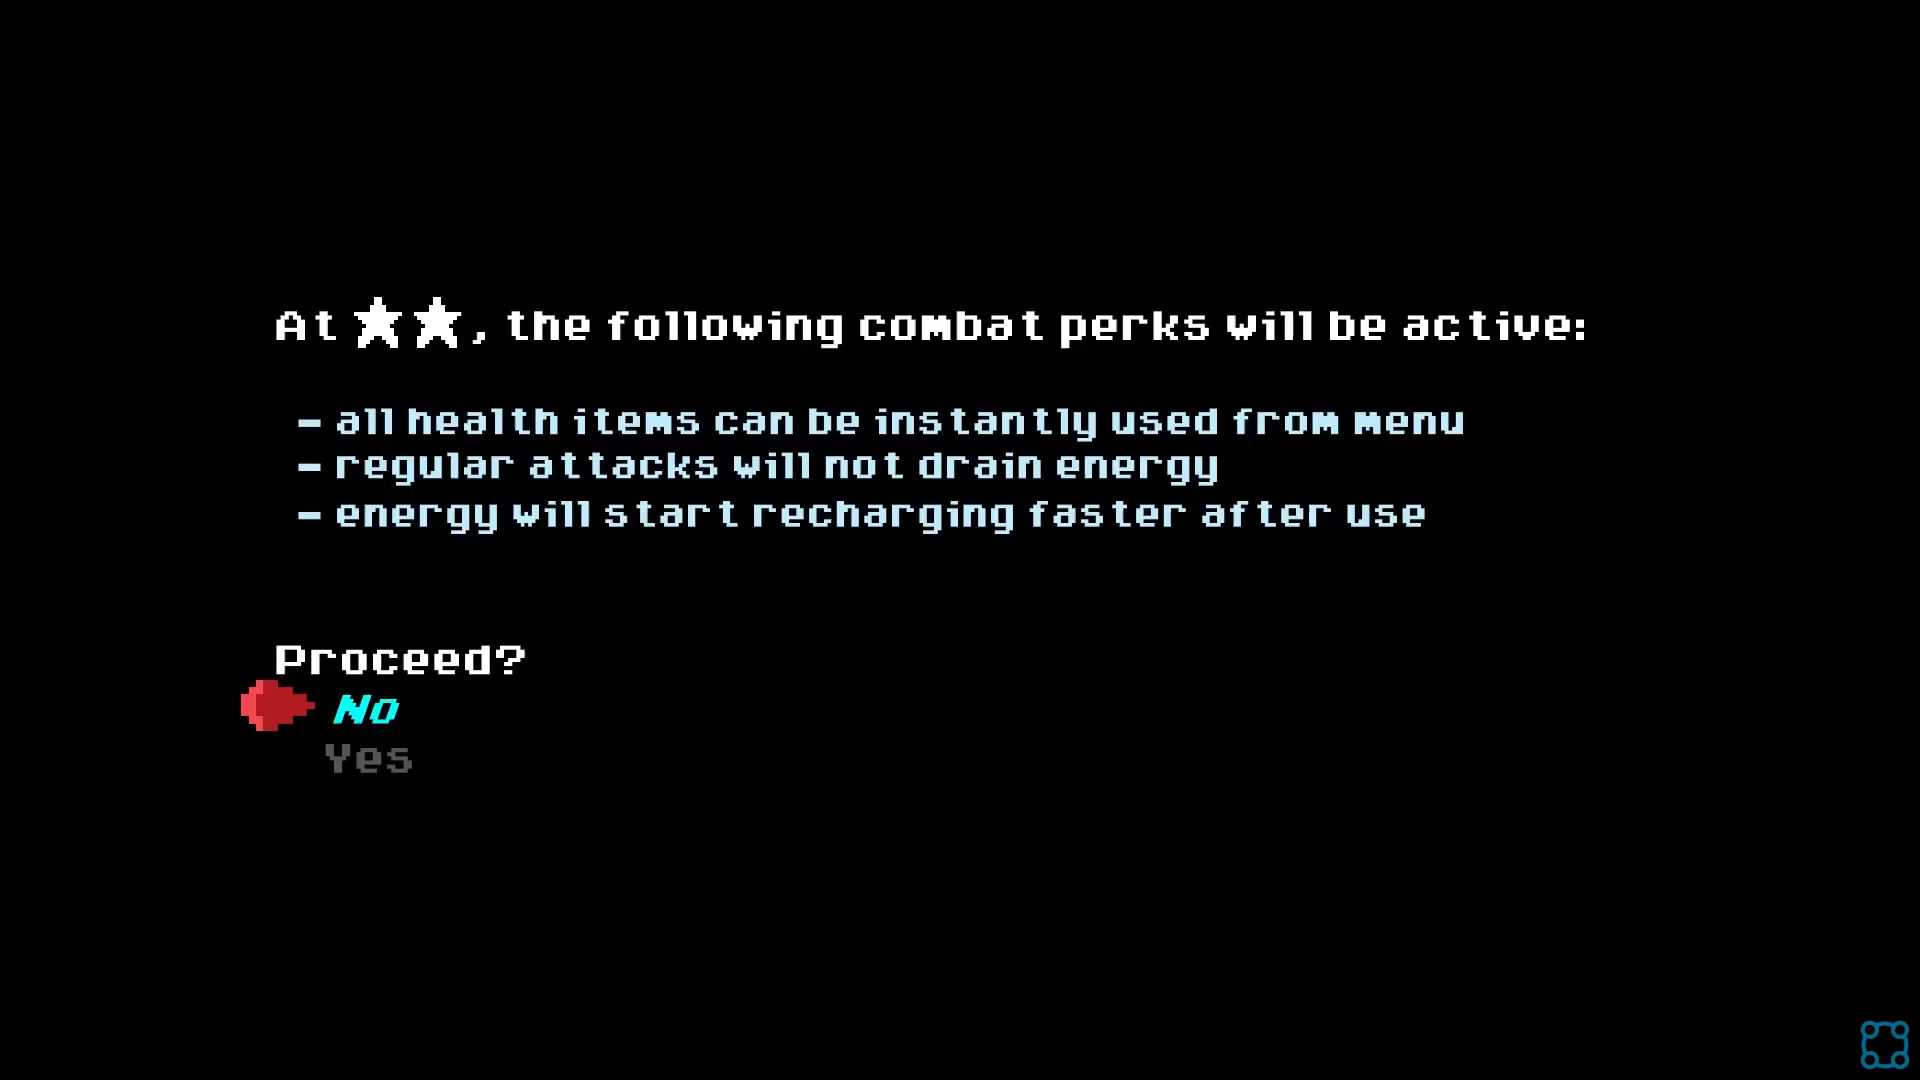 At ★★, the following combat perks will be active:
- all health items can be instantly used from menu
- regular attacks will not drain energy
- energy will start recharging faster after use
Proceed?
No
Yes